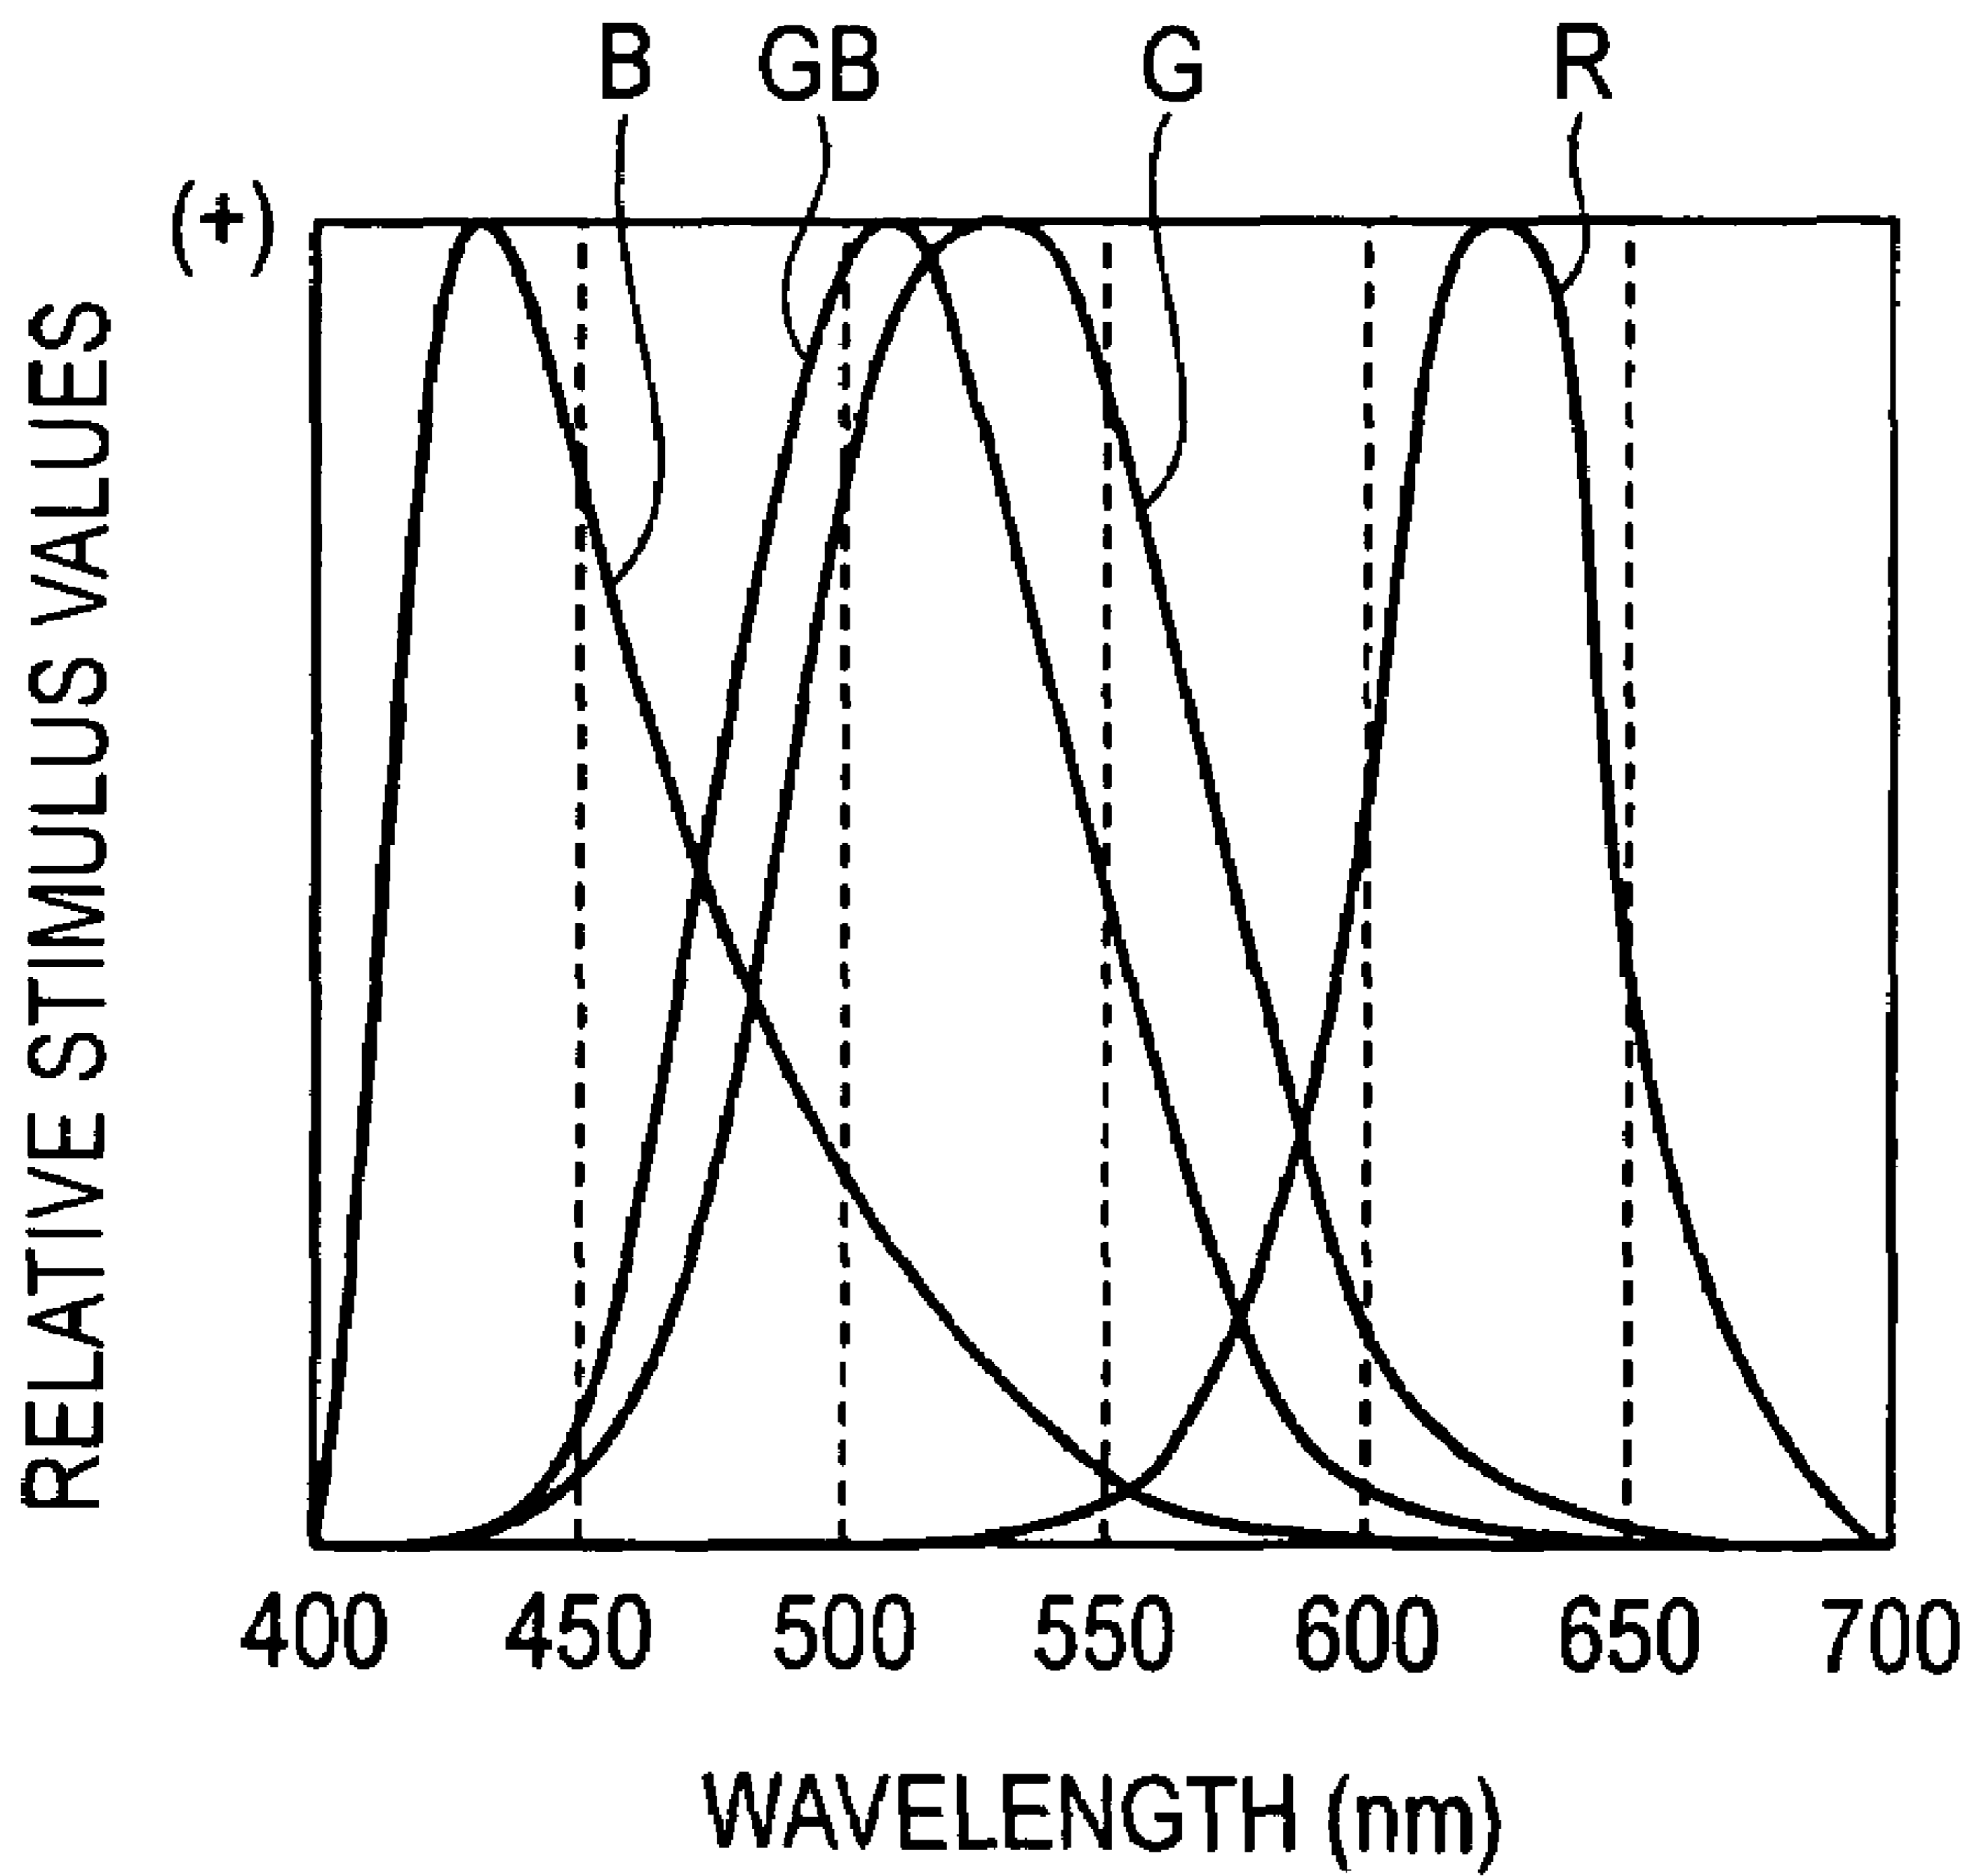 B GB G R
(+)
RELATIVE STIMULUS VALUES
400 450 500 550 600 650 700
WAVELENGTH (nm)